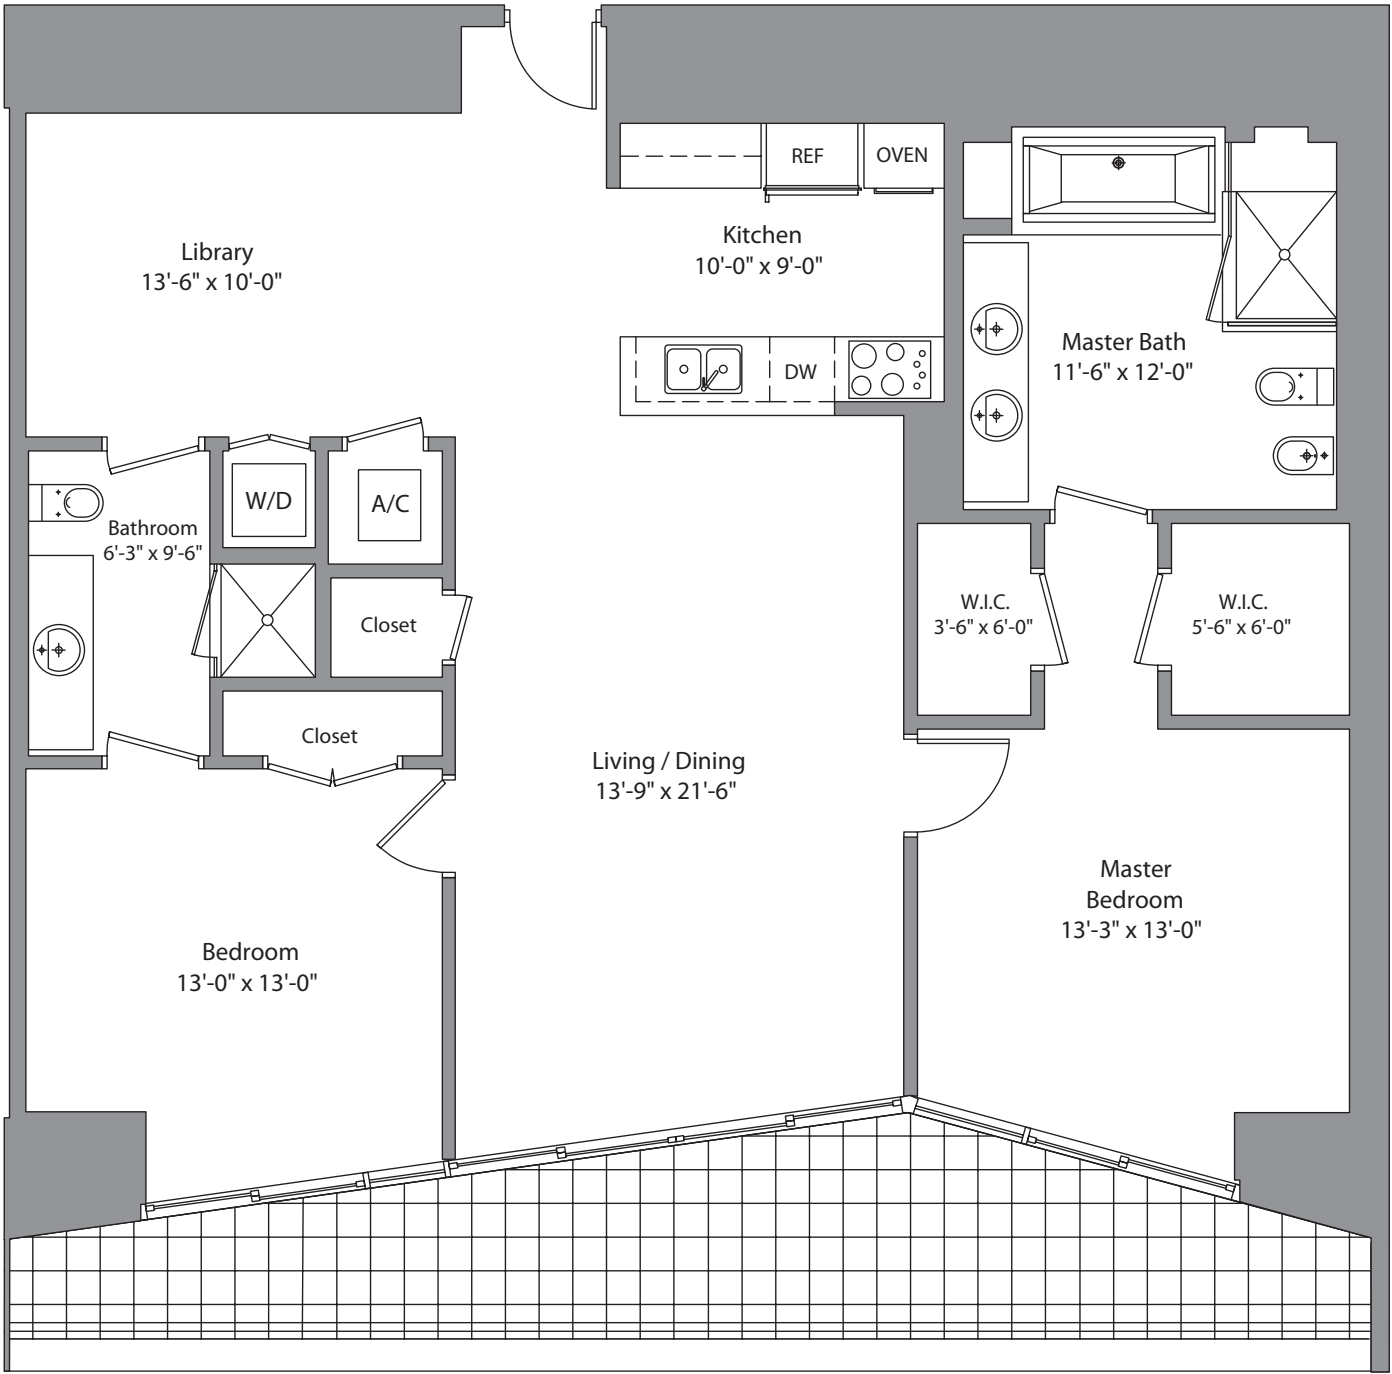 REF
OVEN
Kitchen
10'-0" x 9'-0"
Library
13'-6" x 10'-0"
Master Bath
11'-6" x 12'-0"
DW
W/D
A/C
Bathroom
6'-3" x 9'-6"
Closet
W.I.C.
3'-6" x 6'-0"
W.I.C.
5'-6" x 6'-0"
Closet
Living / Dining
13'-9" x 21'-6"
Master
Bedroom
13'-3" x 13'-0"
Bedroom
13'-0" x 13'-0"